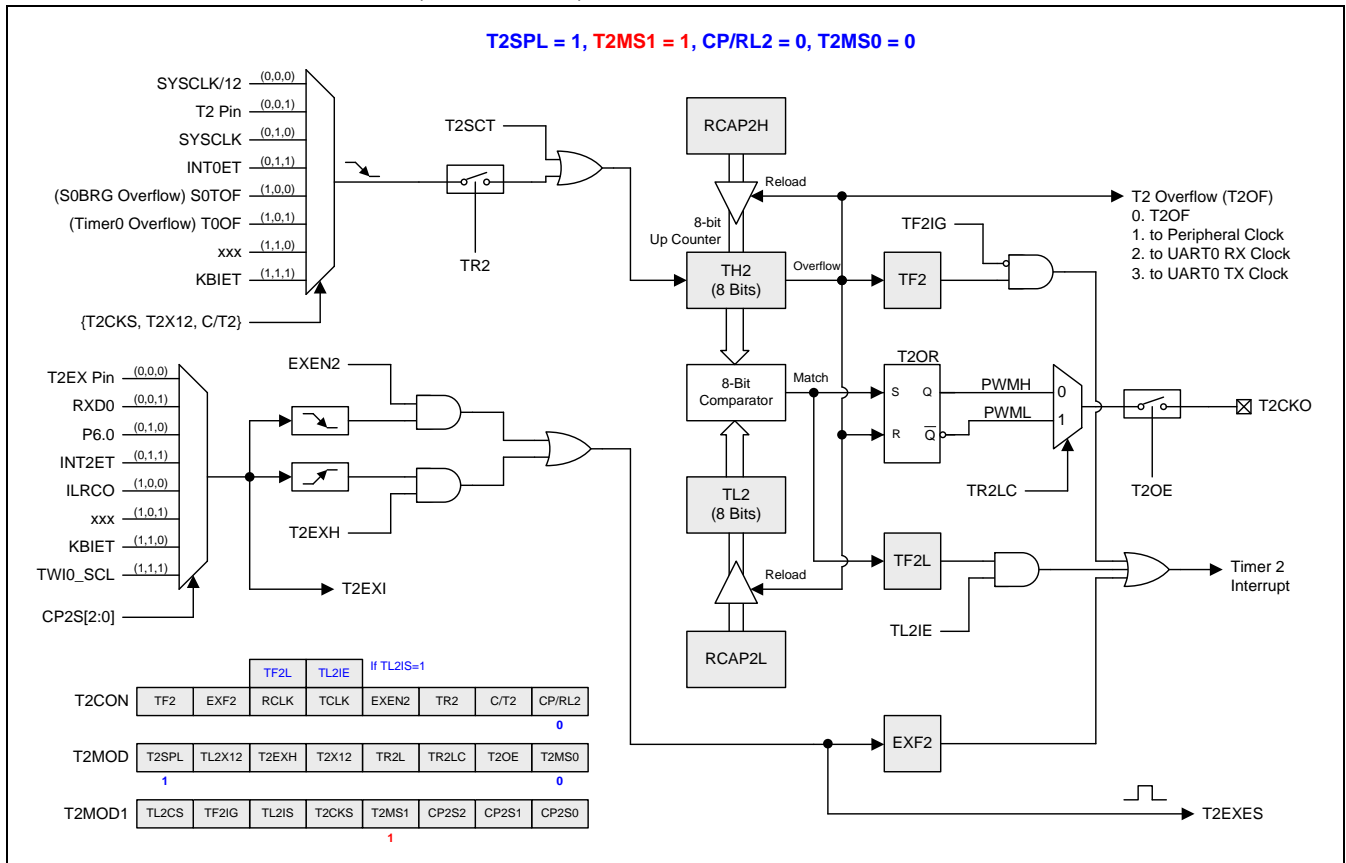 T2SPL = 1, T2MS1 = 1, CP/RL2 = 0, T2MS0 = 0
SYSCLK/12 (0,0,0)
T2 Pin (0,0,1)
SYSCLK (0,1,0)
INT0ET (0,1,1)
(S0BRG Overflow) S0TOF (1,0,0)
(Timer0 Overflow) T0OF (1,0,1)
xxx (1,1,0)
KBIET (1,1,1)
{T2CKS, T2X12, C/T2}
TR2
T2SCT
RCAP2H
Reload
8-bit
Up Counter
TH2
(8 Bits)
Overflow
TF2IG
TF2
T2 Overflow (T2OF)
0. T2OF
1. to Peripheral Clock
2. to UART0 RX Clock
3. to UART0 TX Clock
T2EX Pin (0,0,0)
RXD0 (0,0,1)
P6.0 (0,1,0)
INT2ET (0,1,1)
ILRCO (1,0,0)
xxx (1,0,1)
KBIET (1,1,0)
TWI0_SCL (1,1,1)
CP2S[2:0]
EXEN2
T2EXH
T2EXI
8-Bit
Comparator
Match
T2OR
S Q
R Q
PWMH
PWML
0
1
TR2LC
T2OE
T2CKO
TL2
(8 Bits)
Reload
RCAP2L
TF2L
TL2IE
Timer 2
Interrupt
EXF2
T2EXES
TF2L TL2IE If TL2IS=1
T2CON TF2 EXF2 RCLK TCLK EXEN2 TR2 C/T2 CP/RL2
0
T2MOD T2SPL TL2X12 T2EXH T2X12 TR2L TR2LC T2OE T2MS0
1 0
T2MOD1 TL2CS TF2IG TL2IS T2CKS T2MS1 CP2S2 CP2S1 CP2S0
1